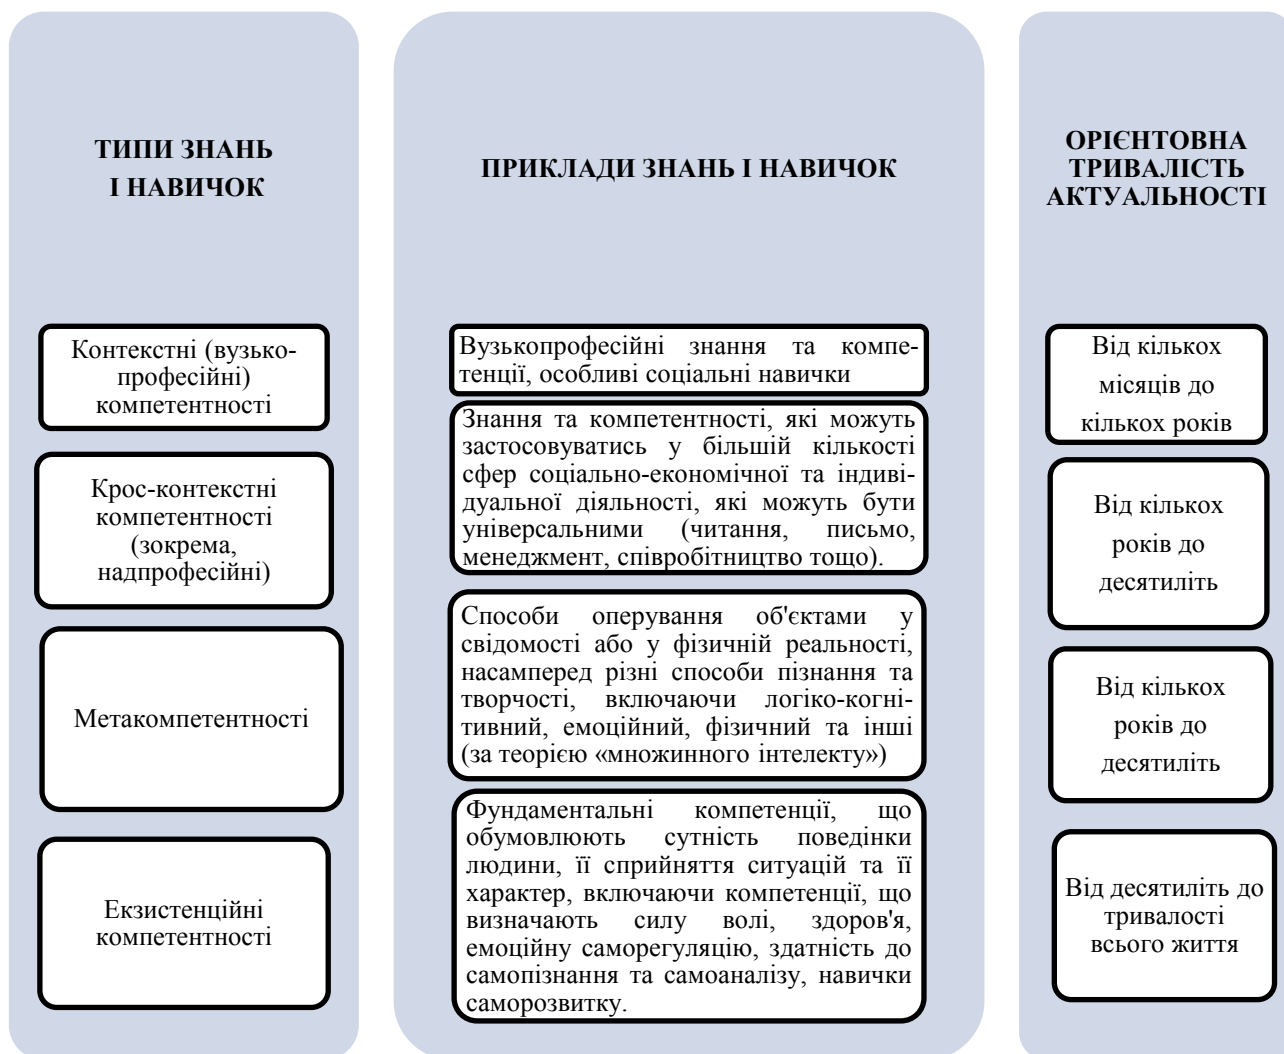 ТИПИ ЗНАНЬ
І НАВИЧОК
ПРИКЛАДИ ЗНАНЬ І НАВИЧОК
ОРІЄНТОВНА
ТРИВАЛІСТЬ
АКТУАЛЬНОСТІ
Контекстні (вузько-
професійні)
компетентності
Вузькопрофесійні знання та компе-
тенції, особливі соціальні навички
Від кількох
місяців до
кількох років
Крос-контекстні
компетентності
(зокрема,
надпрофесійні)
Знання та компетентності, які можуть
застосовуватись у більшій кількості
сфер соціально-економічної та індиві-
дуальної діяльності, які можуть бути
універсальними (читання, письмо,
менеджмент, співробітництво тощо).
Від кількох
років до
десятиліть
Метакомпетентності
Способи оперування об'єктами у
свідомості або у фізичній реальності,
насамперед різні способи пізнання та
творчості, включаючи логіко-когні-
тивний, емоційний, фізичний та інші
(за теорією «множинного інтелекту»)
Від кількох
років до
десятиліть
Екзистенційні
компетентності
Фундаментальні компетенції, що
обумовлюють сутність поведінки
людини, її сприйняття ситуацій та її
характер, включаючи компетенції, що
визначають силу волі, здоров'я,
емоційну саморегуляцію, здатність до
самопізнання та самоаналізу, навички
саморозвитку.
Від десятиліть до
тривалості
всього життя